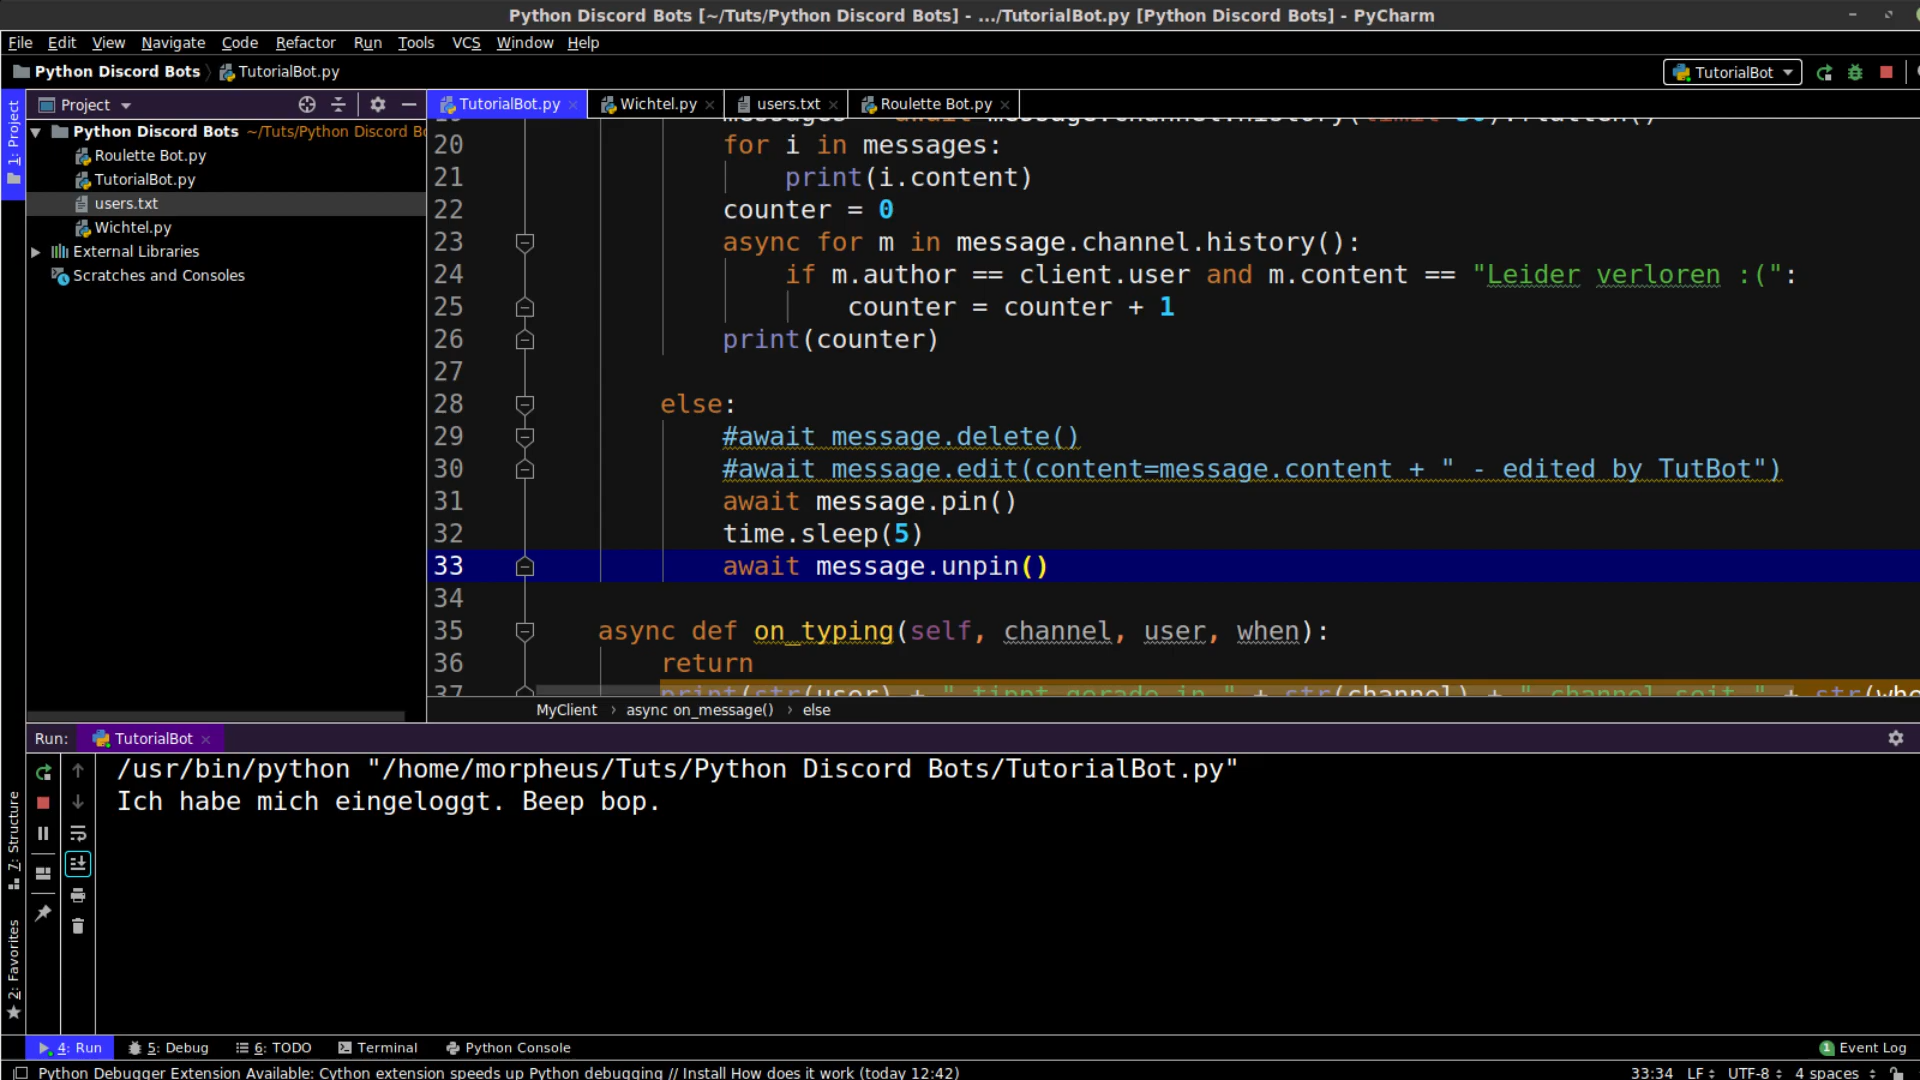 Python Discord Bots [~/Tuts/Python Discord Bots] - .../TutorialBot.py [Python Discord Bots] - PyCharm
File Edit View Navigate Code Refactor Run Tools VCS Window Help
Python Discord Bots TutorialBot.py TutorialBot
1: Project
Project
TutorialBot.py Wichtel.py users.txt Roulette Bot.py
Python Discord Bots ~/Tuts/Python Discord Bo
Roulette Bot.py
TutorialBot.py
users.txt
Wichtel.py
External Libraries
Scratches and Consoles
20 for i in messages:
21 print(i.content)
22 counter = 0
23 async for m in message.channel.history():
24 if m.author == client.user and m.content == "Leider verloren :(":
25 counter = counter + 1
26 print(counter)
27
28 else:
29 #await message.delete()
30 #await message.edit(content=message.content + " - edited by TutBot")
31 await message.pin()
32 time.sleep(5)
33 await message.unpin()
34
35 async def on_typing(self, channel, user, when):
36 return
37 print(str(user) + " tippt gerade in " + str(channel) + " channel seit " + str(whe
MyClient › async on_message() › else
Run: TutorialBot
/usr/bin/python "/home/morpheus/Tuts/Python Discord Bots/TutorialBot.py"
Ich habe mich eingeloggt. Beep bop.
7: Structure
2: Favorites
4: Run 5: Debug 6: TODO Terminal Python Console 1 Event Log
Python Debugger Extension Available: Cython extension speeds up Python debugging // Install How does it work (today 12:42) 33:34 LF UTF-8 4 spaces